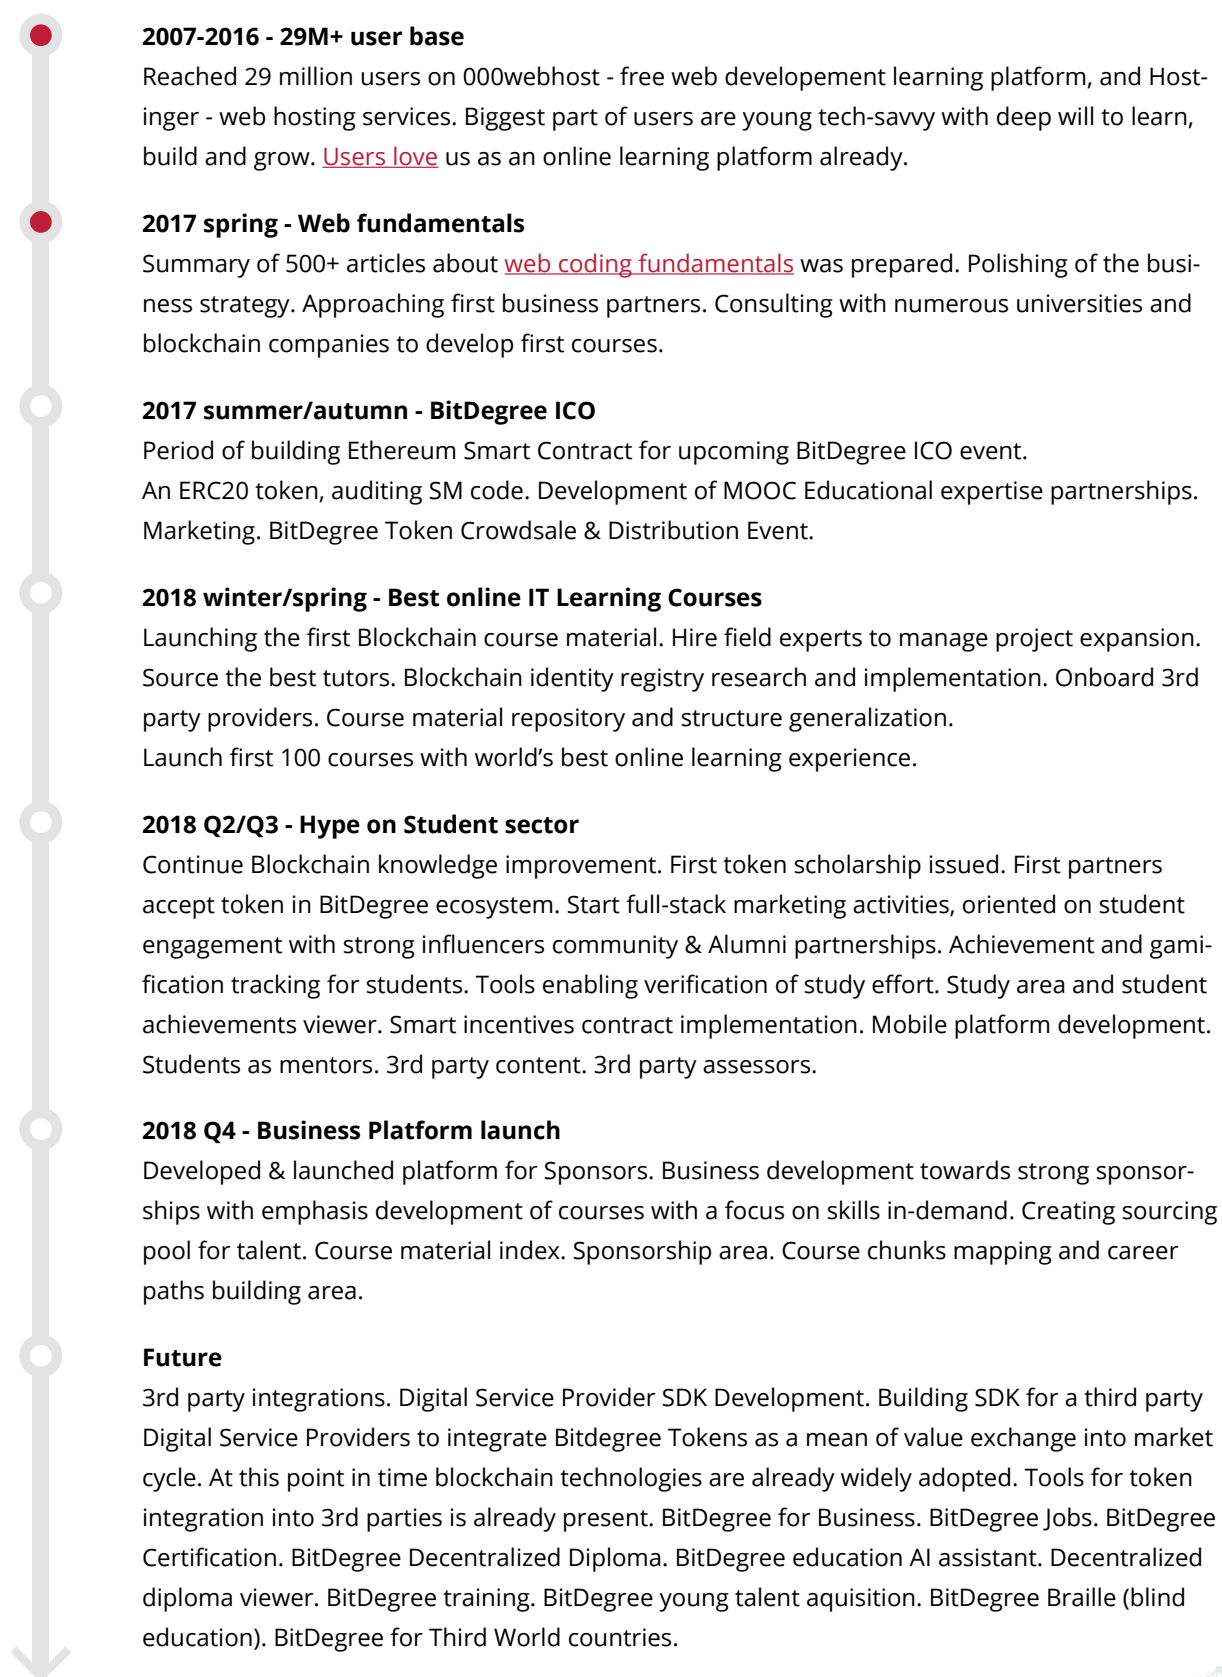 2007-2016 - 29M+ user base
Reached 29 million users on 000webhost - free web developement learning platform, and Host-
inger - web hosting services. Biggest part of users are young tech-savvy with deep will to learn,
build and grow. Users love us as an online learning platform already.
2017 spring - Web fundamentals
Summary of 500+ articles about web coding fundamentals was prepared. Polishing of the busi-
ness strategy. Approaching first business partners. Consulting with numerous universities and
blockchain companies to develop first courses.
2017 summer/autumn - BitDegree ICO
Period of building Ethereum Smart Contract for upcoming BitDegree ICO event.
An ERC20 token, auditing SM code. Development of MOOC Educational expertise partnerships.
Marketing. BitDegree Token Crowdsale & Distribution Event.
2018 winter/spring - Best online IT Learning Courses
Launching the first Blockchain course material. Hire field experts to manage project expansion.
Source the best tutors. Blockchain identity registry research and implementation. Onboard 3rd
party providers. Course material repository and structure generalization.
Launch first 100 courses with world’s best online learning experience.
2018 Q2/Q3 - Hype on Student sector
Continue Blockchain knowledge improvement. First token scholarship issued. First partners
accept token in BitDegree ecosystem. Start full-stack marketing activities, oriented on student
engagement with strong influencers community & Alumni partnerships. Achievement and gami-
fication tracking for students. Tools enabling verification of study effort. Study area and student
achievements viewer. Smart incentives contract implementation. Mobile platform development.
Students as mentors. 3rd party content. 3rd party assessors.
2018 Q4 - Business Platform launch
Developed & launched platform for Sponsors. Business development towards strong sponsor-
ships with emphasis development of courses with a focus on skills in-demand. Creating sourcing
pool for talent. Course material index. Sponsorship area. Course chunks mapping and career
paths building area.
Future
3rd party integrations. Digital Service Provider SDK Development. Building SDK for a third party
Digital Service Providers to integrate Bitdegree Tokens as a mean of value exchange into market
cycle. At this point in time blockchain technologies are already widely adopted. Tools for token
integration into 3rd parties is already present. BitDegree for Business. BitDegree Jobs. BitDegree
Certification. BitDegree Decentralized Diploma. BitDegree education AI assistant. Decentralized
diploma viewer. BitDegree training. BitDegree young talent aquisition. BitDegree Braille (blind
education). BitDegree for Third World countries.